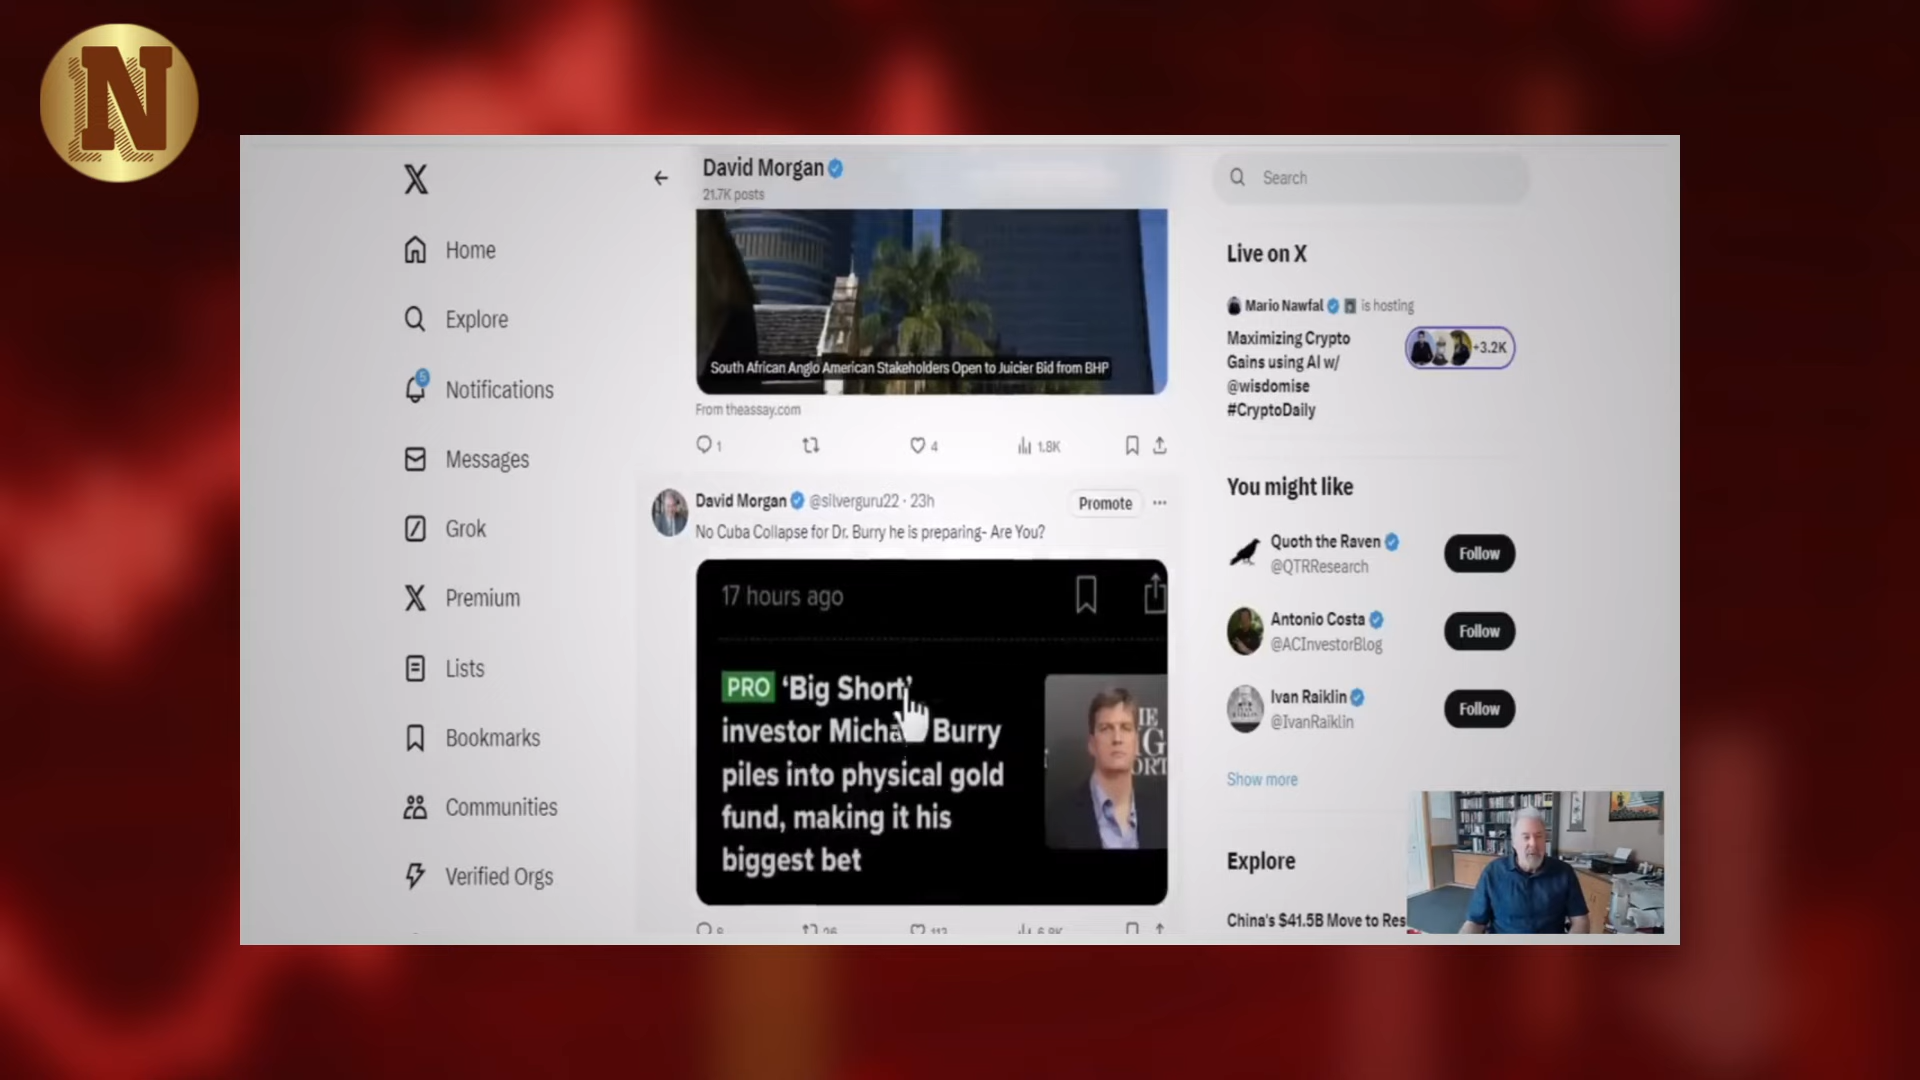 N
X
Home
Explore
5
Notifications
Messages
Grok
Premium
Lists
Bookmarks
Communities
Verified Orgs
David Morgan
21.7K posts
South African Anglo American Stakeholders Open to Juicier Bid from BHP
From theassay.com
1
4
1.8K
David Morgan @silverguru22 · 23h
Promote
No Cuba Collapse for Dr. Burry he is preparing- Are You?
17 hours ago
PRO 'Big Short'
investor Burry
piles into physical gold
fund, making it his
biggest bet
Search
Live on X
Mario Nawfal is hosting
Maximizing Crypto
Gains using AI w/
@wisdomise
#CryptoDaily
+3.2K
You might like
Quoth the Raven
@QTRResearch
Follow
Antonio Costa
@ACInvestorBlog
Follow
Ivan Raiklin
@IvanRaiklin
Follow
Show more
Explore
China's $41.5B Move to Res